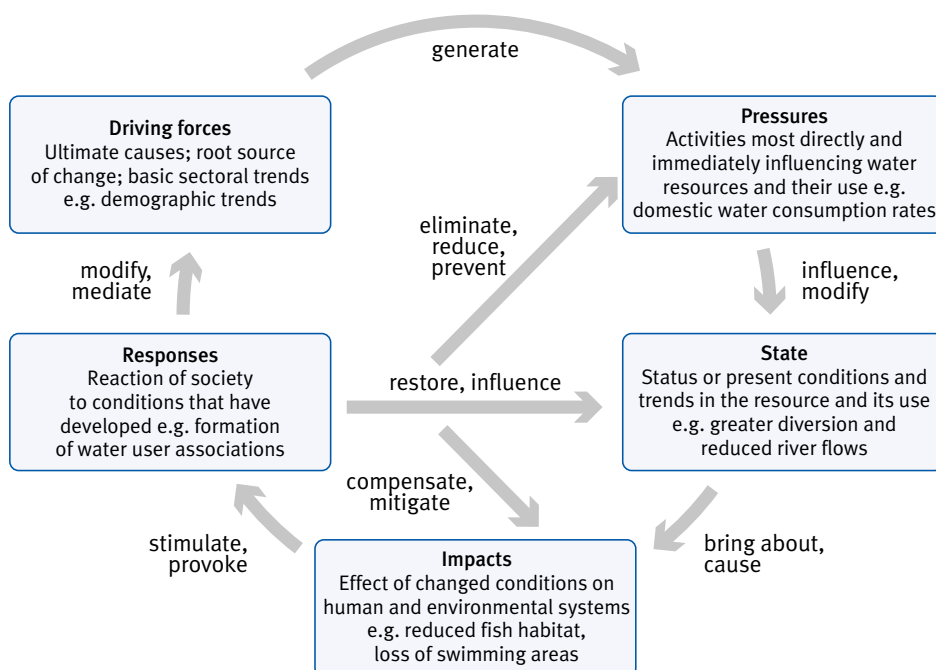 generate
Driving forces
Ultimate causes; root source
of change; basic sectoral trends
e.g. demographic trends
Pressures
Activities most directly and
immediately influencing water
resources and their use e.g.
domestic water consumption rates
eliminate,
reduce,
prevent
modify,
mediate
influence,
modify
Responses
Reaction of society
to conditions that have
developed e.g. formation
of water user associations
restore, influence
State
Status or present conditions and
trends in the resource and its use
e.g. greater diversion and
reduced river flows
compensate,
mitigate
stimulate,
provoke
bring about,
cause
Impacts
Effect of changed conditions on
human and environmental systems
e.g. reduced fish habitat,
loss of swimming areas